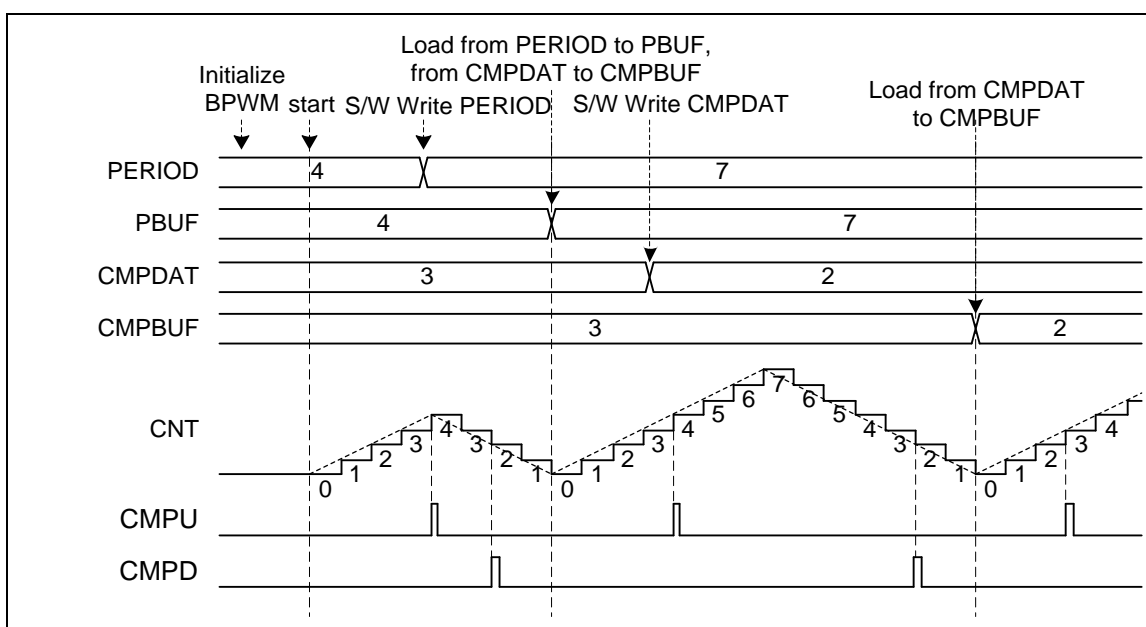 Load from PERIOD to PBUF,
from CMPDAT to CMPBUF
Initialize
BPWM start S/W Write PERIOD S/W Write CMPDAT
Load from CMPDAT
to CMPBUF
PERIOD 4 7
PBUF 4 7
CMPDAT 3 2
CMPBUF 3 2
CNT 0 1 2 3 4 3 2 1 0 1 2 3 4 5 6 7 6 5 4 3 2 1 0 1 2 3 4
CMPU
CMPD